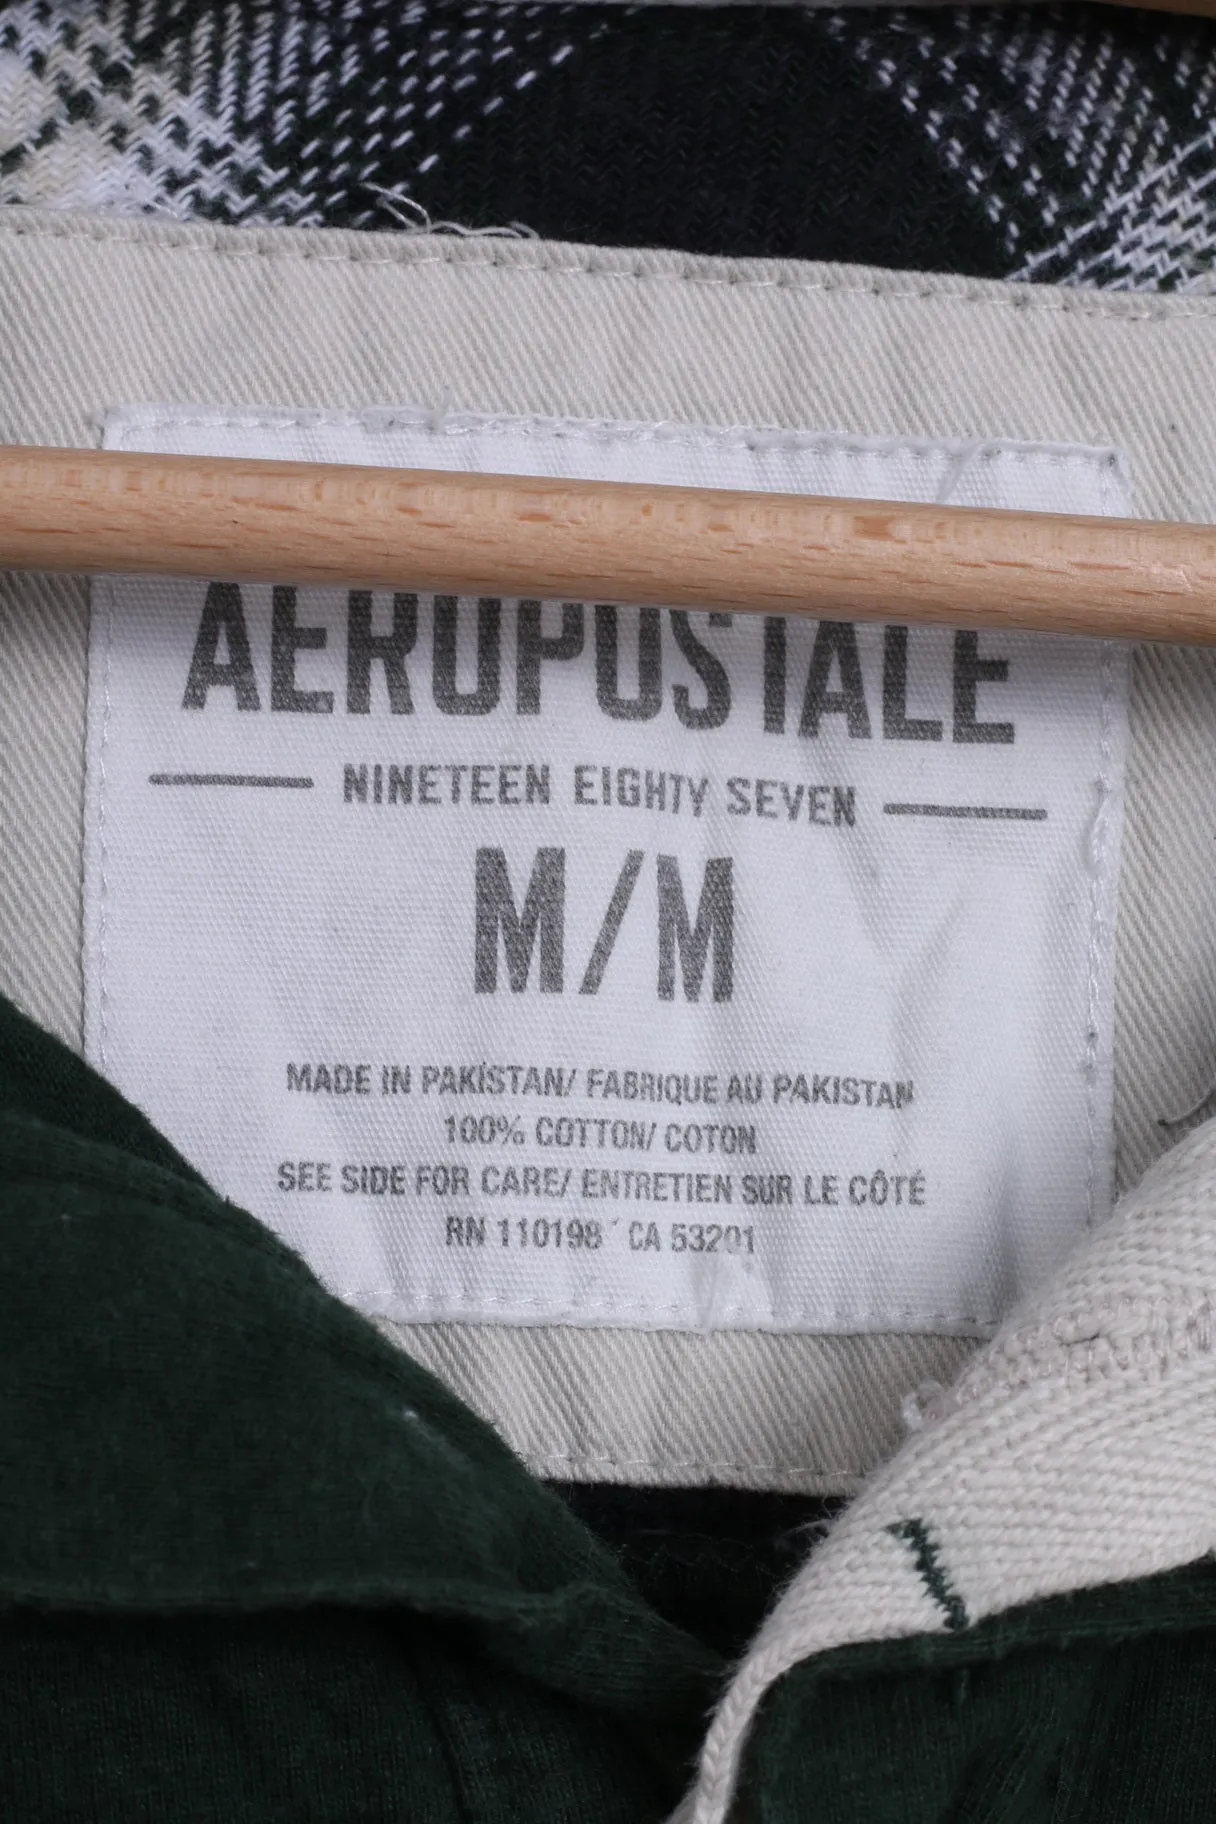 AEROPOSTALE
NINETEEN EIGHTY SEVEN
M/M
MADE IN PAKISTAN/ FABRIQUE AU PAKISTAN
100% COTTON/ COTON
SEE SIDE FOR CARE/ ENTRETIEN SUR LE CÔTÉ
RN 110198 CA 53201